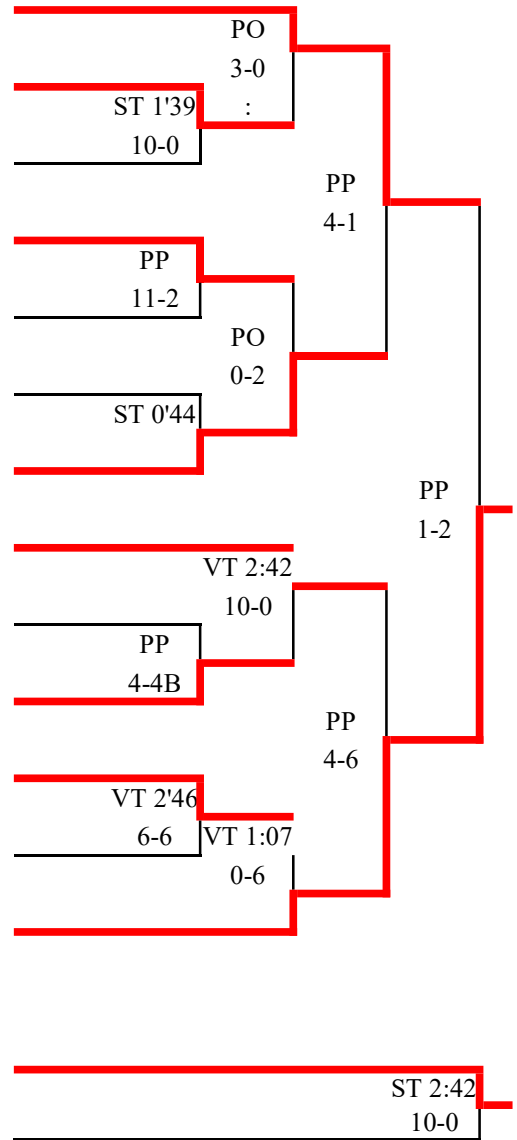 PO
3-0
:
ST 1'39
10-0
PP
4-1
PP
11-2
PO
0-2
ST 0'44
PP
1-2
VT 2:42
10-0
PP
4-4B
PP
4-6
VT 2'46
6-6
VT 1:07
0-6
ST 2:42
10-0